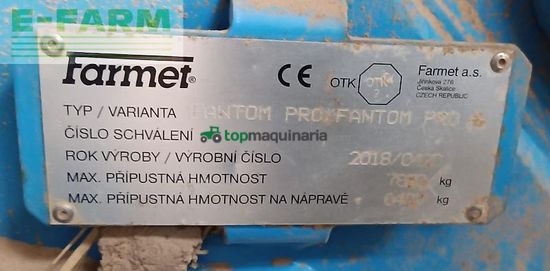 E-FARM
Farmet®
CE
OTK
Farmet a.s.
Jiřinkova 276
Česká Skalice
CZECH REPUBLIC
TYP / VARIANTA FANTOM PRO/FANTOM PRO
ČÍSLO SCHVÁLENÍ
topmaquinaria
ROK VÝROBY / VÝROBNÍ ČÍSLO 2018/
MAX. PŘÍPUSTNÁ HMOTNOST kg
MAX. PŘÍPUSTNÁ HMOTNOST NA NÁPRAVĚ kg